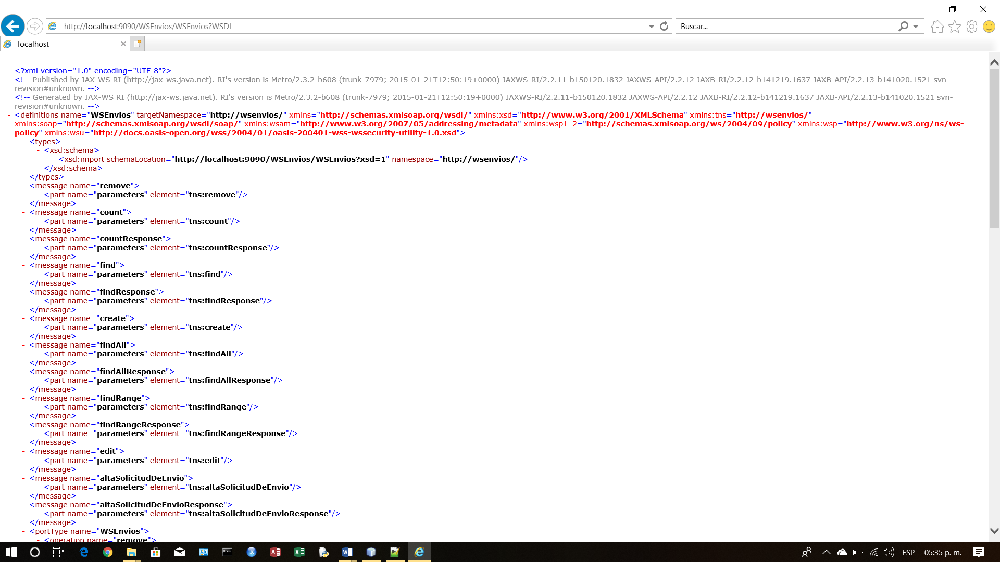 http://localhost:9090/WSEnvios/WSEnvios?WSDL
Buscar...
localhost
<?xml version="1.0" encoding="UTF-8"?>
<!-- Published by JAX-WS RI (http://jax-ws.java.net). RI's version is Metro/2.3.2-b608 (trunk-7979; 2015-01-21T12:50:19+0000) JAXWS-RI/2.2.11-b150120.1832 JAXWS-API/2.2.12 JAXB-RI/2.2.12-b141219.1637 JAXB-API/2.2.13-b141020.1521 svn-
revision#unknown. -->
<!-- Generated by JAX-WS RI (http://jax-ws.java.net). RI's version is Metro/2.3.2-b608 (trunk-7979; 2015-01-21T12:50:19+0000) JAXWS-RI/2.2.11-b150120.1832 JAXWS-API/2.2.12 JAXB-RI/2.2.12-b141219.1637 JAXB-API/2.2.13-b141020.1521 svn-
revision#unknown. -->
- <definitions name="WSEnvios" targetNamespace="http://wsenvios/" xmlns="http://schemas.xmlsoap.org/wsdl/" xmlns:xsd="http://www.w3.org/2001/XMLSchema" xmlns:tns="http://wsenvios/"
xmlns:soap="http://schemas.xmlsoap.org/wsdl/soap/" xmlns:wsam="http://www.w3.org/2007/05/addressing/metadata" xmlns:wsp1_2="http://schemas.xmlsoap.org/ws/2004/09/policy" xmlns:wsp="http://www.w3.org/ns/ws-
policy" xmlns:wsu="http://docs.oasis-open.org/wss/2004/01/oasis-200401-wss-wssecurity-utility-1.0.xsd">
- <types>
- <xsd:schema>
<xsd:import schemaLocation="http://localhost:9090/WSEnvios/WSEnvios?xsd=1" namespace="http://wsenvios/"/>
</xsd:schema>
</types>
- <message name="remove">
<part name="parameters" element="tns:remove"/>
</message>
- <message name="count">
<part name="parameters" element="tns:count"/>
</message>
- <message name="countResponse">
<part name="parameters" element="tns:countResponse"/>
</message>
- <message name="find">
<part name="parameters" element="tns:find"/>
</message>
- <message name="findResponse">
<part name="parameters" element="tns:findResponse"/>
</message>
- <message name="create">
<part name="parameters" element="tns:create"/>
</message>
- <message name="findAll">
<part name="parameters" element="tns:findAll"/>
</message>
- <message name="findAllResponse">
<part name="parameters" element="tns:findAllResponse"/>
</message>
- <message name="findRange">
<part name="parameters" element="tns:findRange"/>
</message>
- <message name="findRangeResponse">
<part name="parameters" element="tns:findRangeResponse"/>
</message>
- <message name="edit">
<part name="parameters" element="tns:edit"/>
</message>
- <message name="altaSolicitudDeEnvio">
<part name="parameters" element="tns:altaSolicitudDeEnvio"/>
</message>
- <message name="altaSolicitudDeEnvioResponse">
<part name="parameters" element="tns:altaSolicitudDeEnvioResponse"/>
</message>
- <portType name="WSEnvios">
- <operation name="remove">
ESP
05:35 p. m.